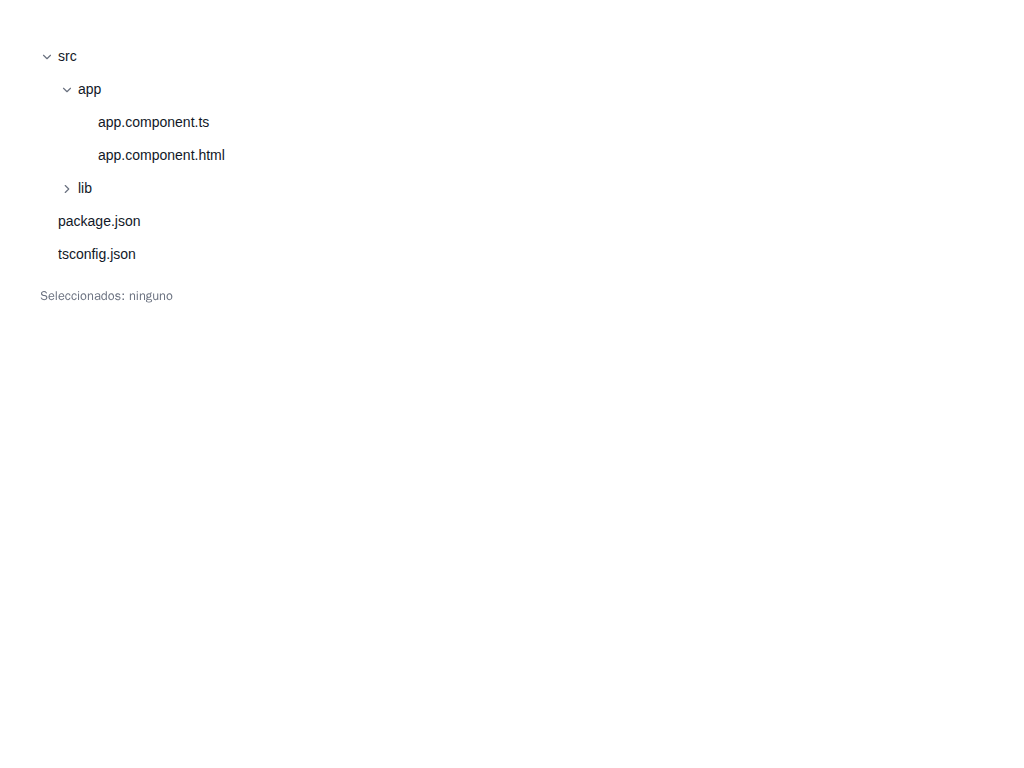 src
app
app.component.ts
app.component.html
lib
package.json
tsconfig.json
Seleccionados: ninguno